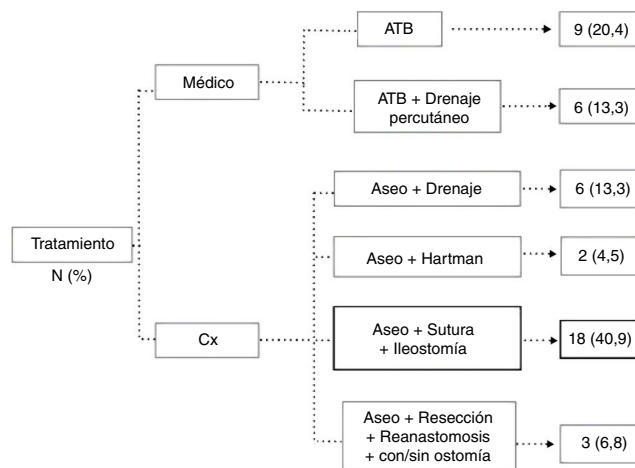 ATB
9 (20,4)
Médico
ATB + Drenaje
percutáneo
6 (13,3)
Aseo + Drenaje
6 (13,3)
Tratamiento
N (%)
Aseo + Hartman
2 (4,5)
Cx
Aseo + Sutura
+ Ileostomía
18 (40,9)
Aseo + Resección
+ Reanastomosis
+ con/sin ostomía
3 (6,8)